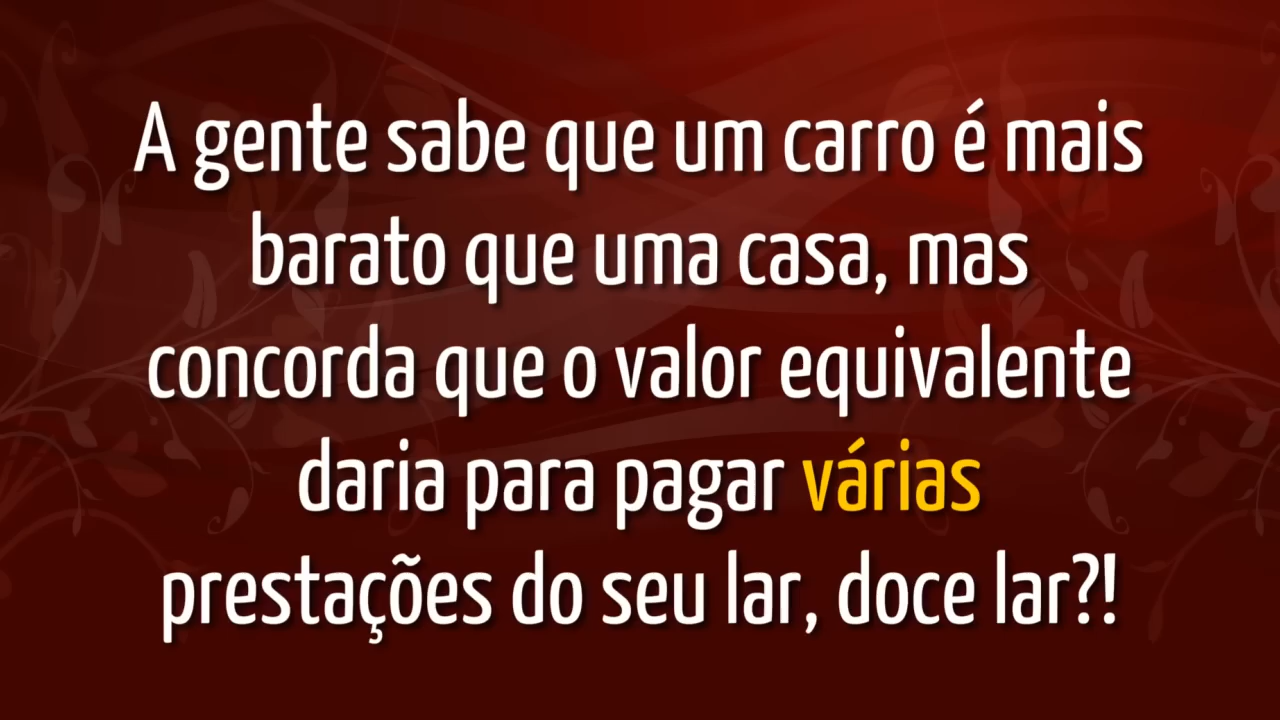 A gente sabe que um carro é mais
barato que uma casa, mas
concorda que o valor equivalente
daria para pagar várias
prestações do seu lar, doce lar?!